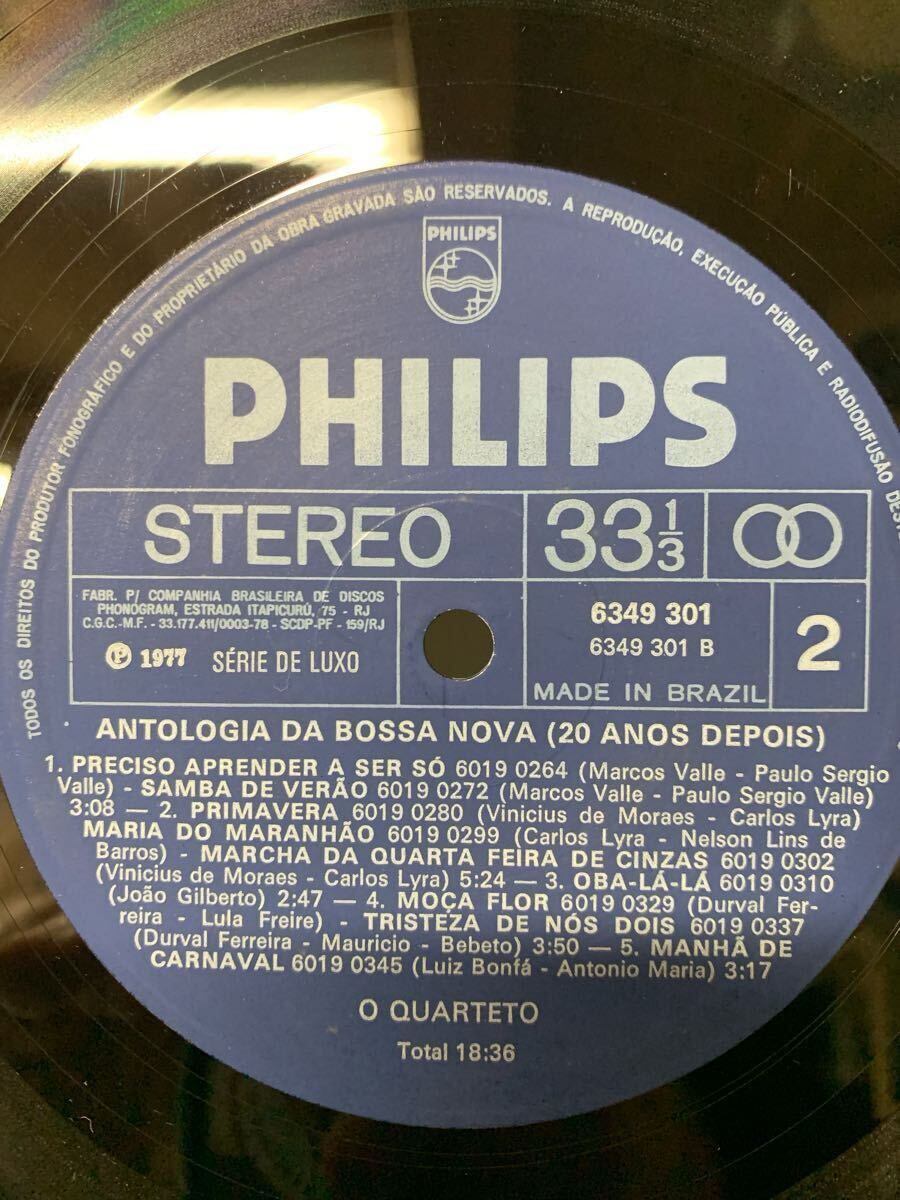 TODOS OS DIREITOS DO PRODUTOR FONOGRÁFICO E DO PROPRIETÁRIO DA OBRA GRAVADA SÃO RESERVADOS. A REPRODUÇÃO, EXECUÇÃO PÚBLICA E RADIODIFUSÃO
PHILIPS
PHILIPS
STEREO 33 1/3
FABR. P/ COMPANHIA BRASILEIRA DE DISCOS
PHONOGRAM, ESTRADA ITAPICURÚ, 75 - RJ
C.G.C.-M.F. - 33.177.411/0003-78 - SCDP-PF - 159/RJ
Ⓟ 1977 SÉRIE DE LUXO
6349 301
6349 301 B
2
MADE IN BRAZIL
ANTOLOGIA DA BOSSA NOVA (20 ANOS DEPOIS)
1. PRECISO APRENDER A SER SÓ 6019 0264 (Marcos Valle - Paulo Sergio
Valle) - SAMBA DE VERÃO 6019 0272 (Marcos Valle - Paulo Sergio Valle)
3:08 — 2. PRIMAVERA 6019 0280 (Vinicius de Moraes - Carlos Lyra)
MARIA DO MARANHÃO 6019 0299 (Carlos Lyra - Nelson Lins de
Barros) - MARCHA DA QUARTA FEIRA DE CINZAS 6019 0302
(Vinicius de Moraes - Carlos Lyra) 5:24 — 3. OBA-LÁ-LÁ 6019 0310
(João Gilberto) 2:47 — 4. MOÇA FLOR 6019 0329 (Durval Fer-
reira - Lula Freire) - TRISTEZA DE NÓS DOIS 6019 0337
(Durval Ferreira - Mauricio - Bebeto) 3:50 — 5. MANHÃ DE
CARNAVAL 6019 0345 (Luiz Bonfá - Antonio Maria) 3:17
O QUARTETO
Total 18:36